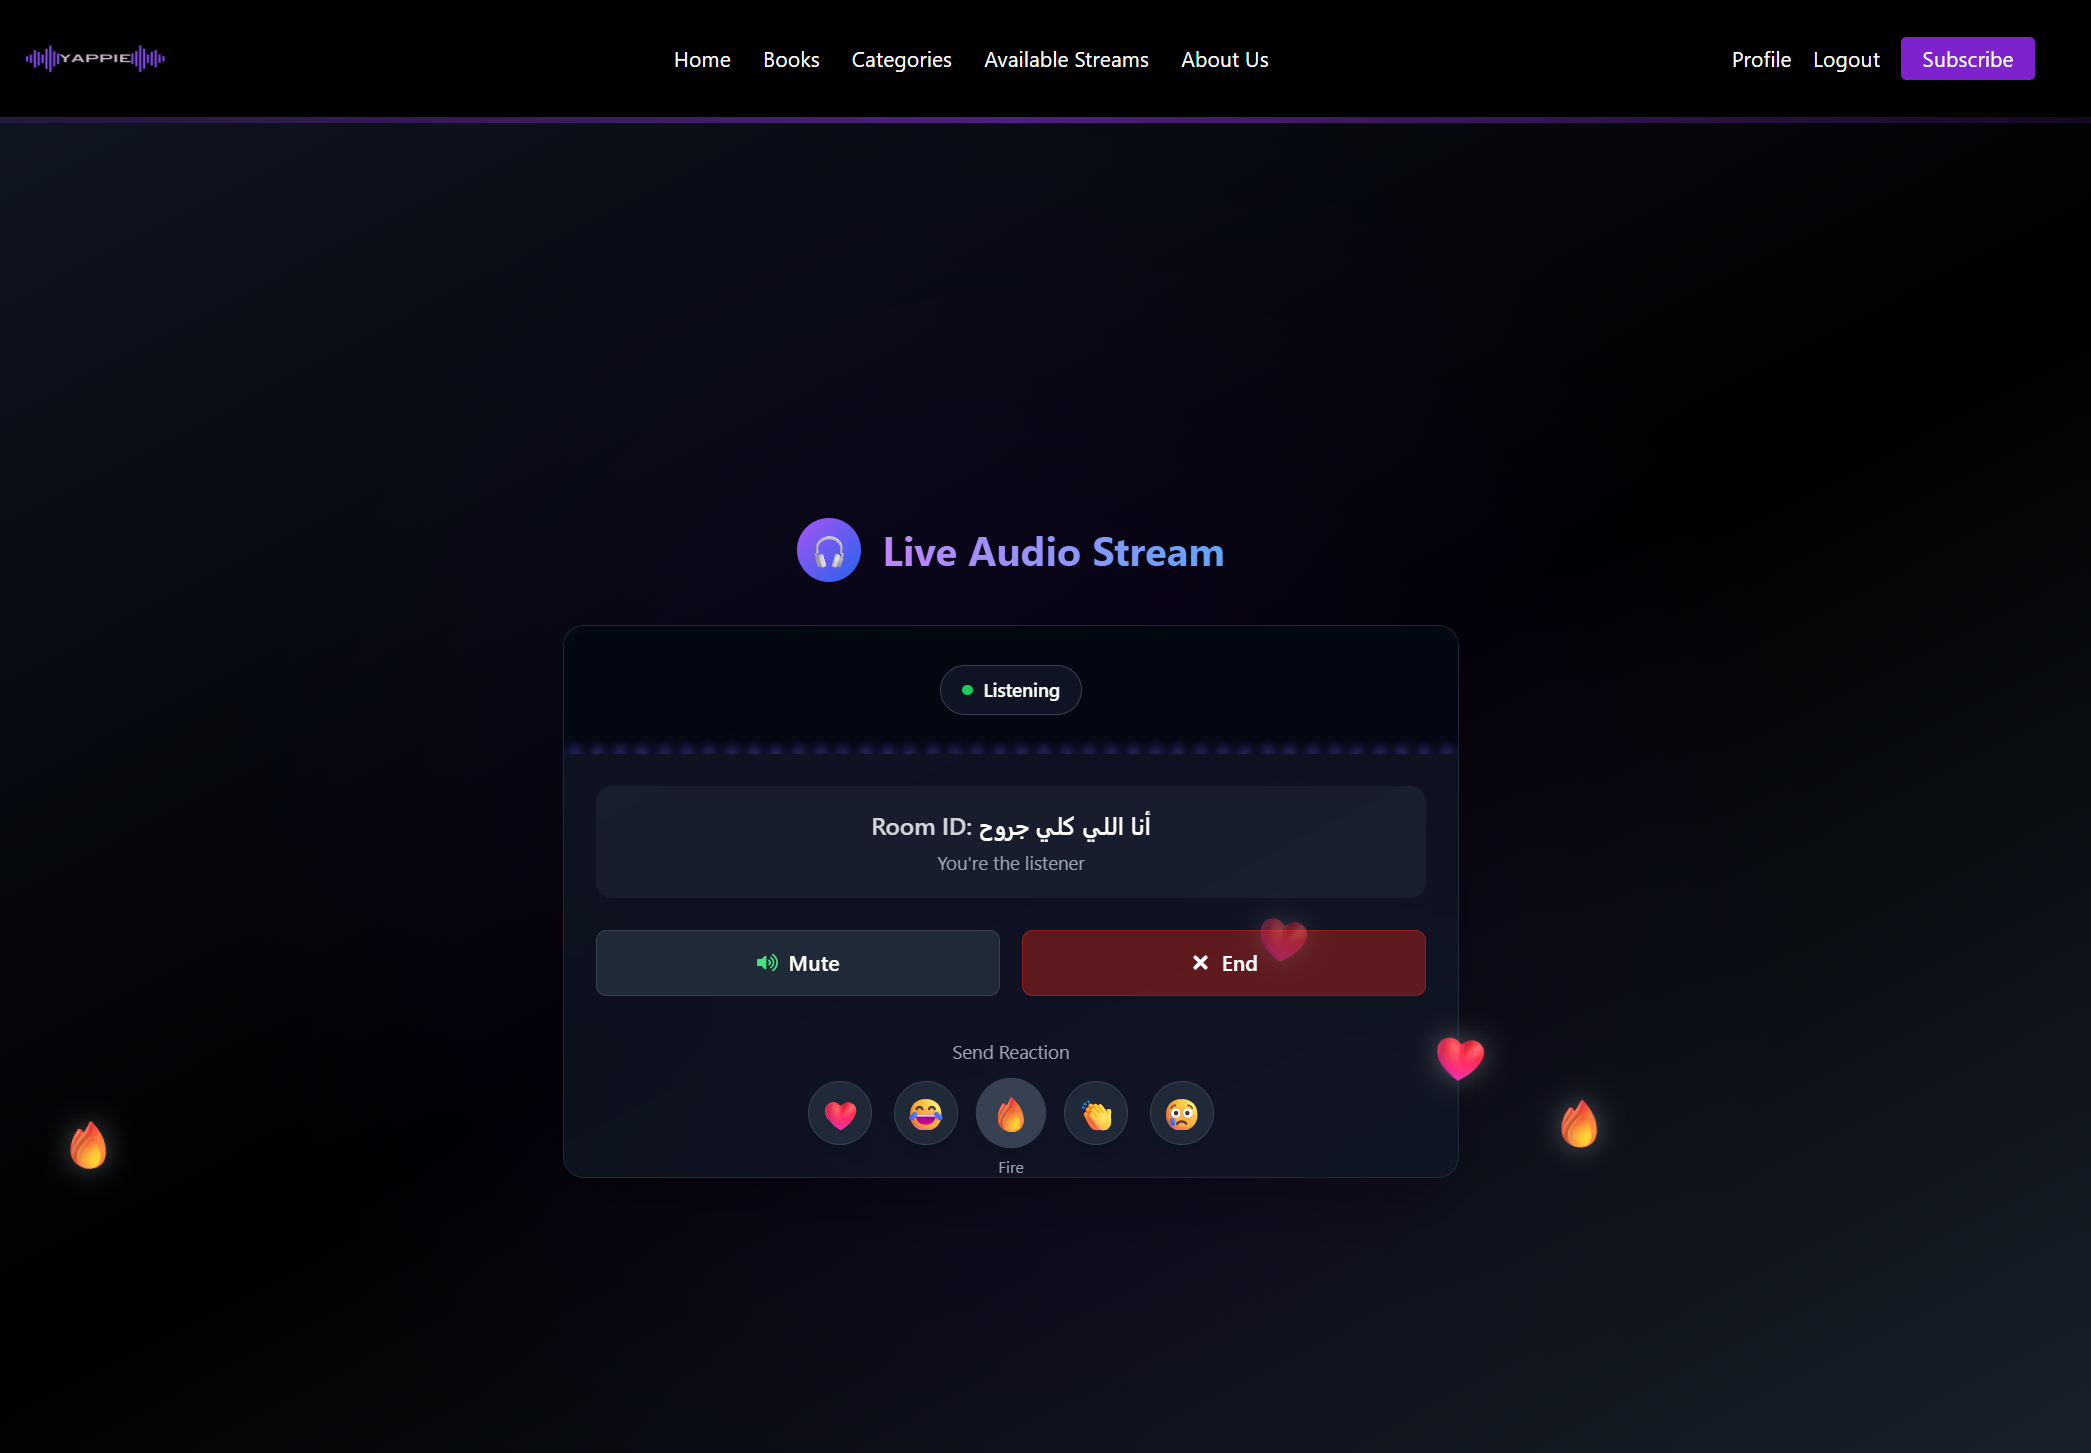 YAPPIE
Home Books Categories Available Streams About Us
Profile Logout Subscribe
Live Audio Stream
Listening
Room ID: أنا اللي كلي جروح
You're the listener
Mute
End
Send Reaction
Fire